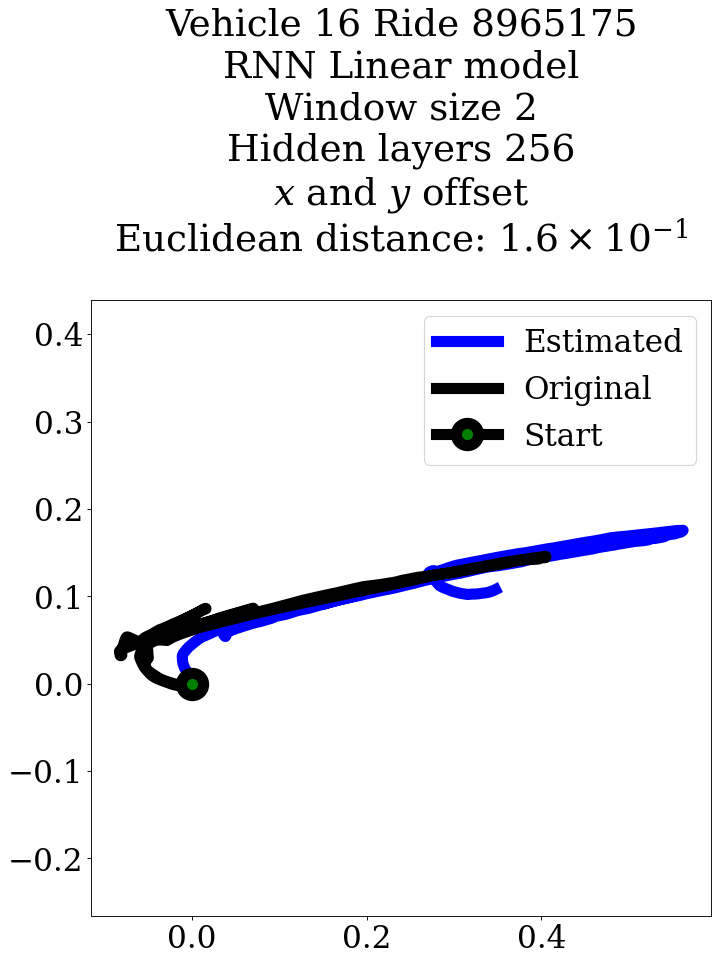 Vehicle 16 Ride 8965175
RNN Linear model
Window size 2
Hidden layers 256
x and y offset
Euclidean distance: 1.6 × 10⁻¹
0.4
0.3
0.2
0.1
0.0
−0.1
−0.2
Estimated
Original
Start
0.0 0.2 0.4